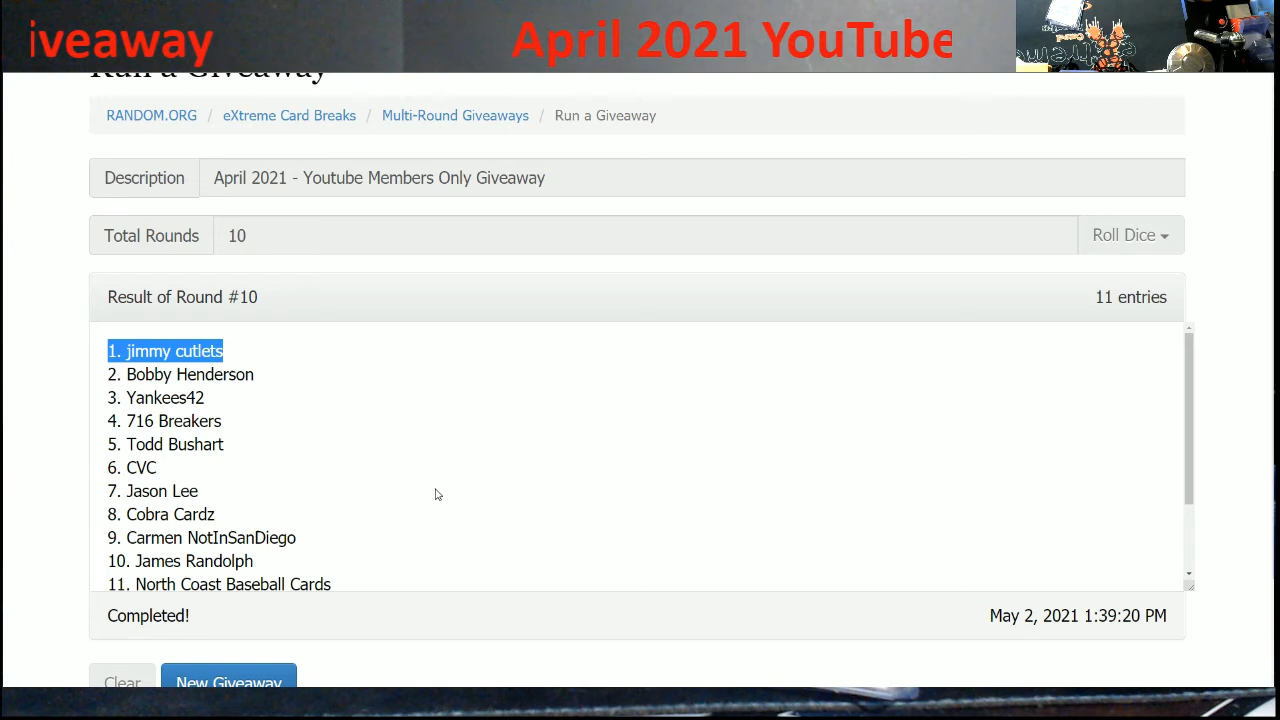 iveaway April 2021 YouTube
Run a Giveaway
RANDOM.ORG / eXtreme Card Breaks / Multi-Round Giveaways / Run a Giveaway
Description April 2021 - Youtube Members Only Giveaway
Total Rounds 10 Roll Dice
Result of Round #10 11 entries
1. jimmy cutlets
2. Bobby Henderson
3. Yankees42
4. 716 Breakers
5. Todd Bushart
6. CVC
7. Jason Lee
8. Cobra Cardz
9. Carmen NotInSanDiego
10. James Randolph
11. North Coast Baseball Cards
Completed! May 2, 2021 1:39:20 PM
Clear New Giveaway